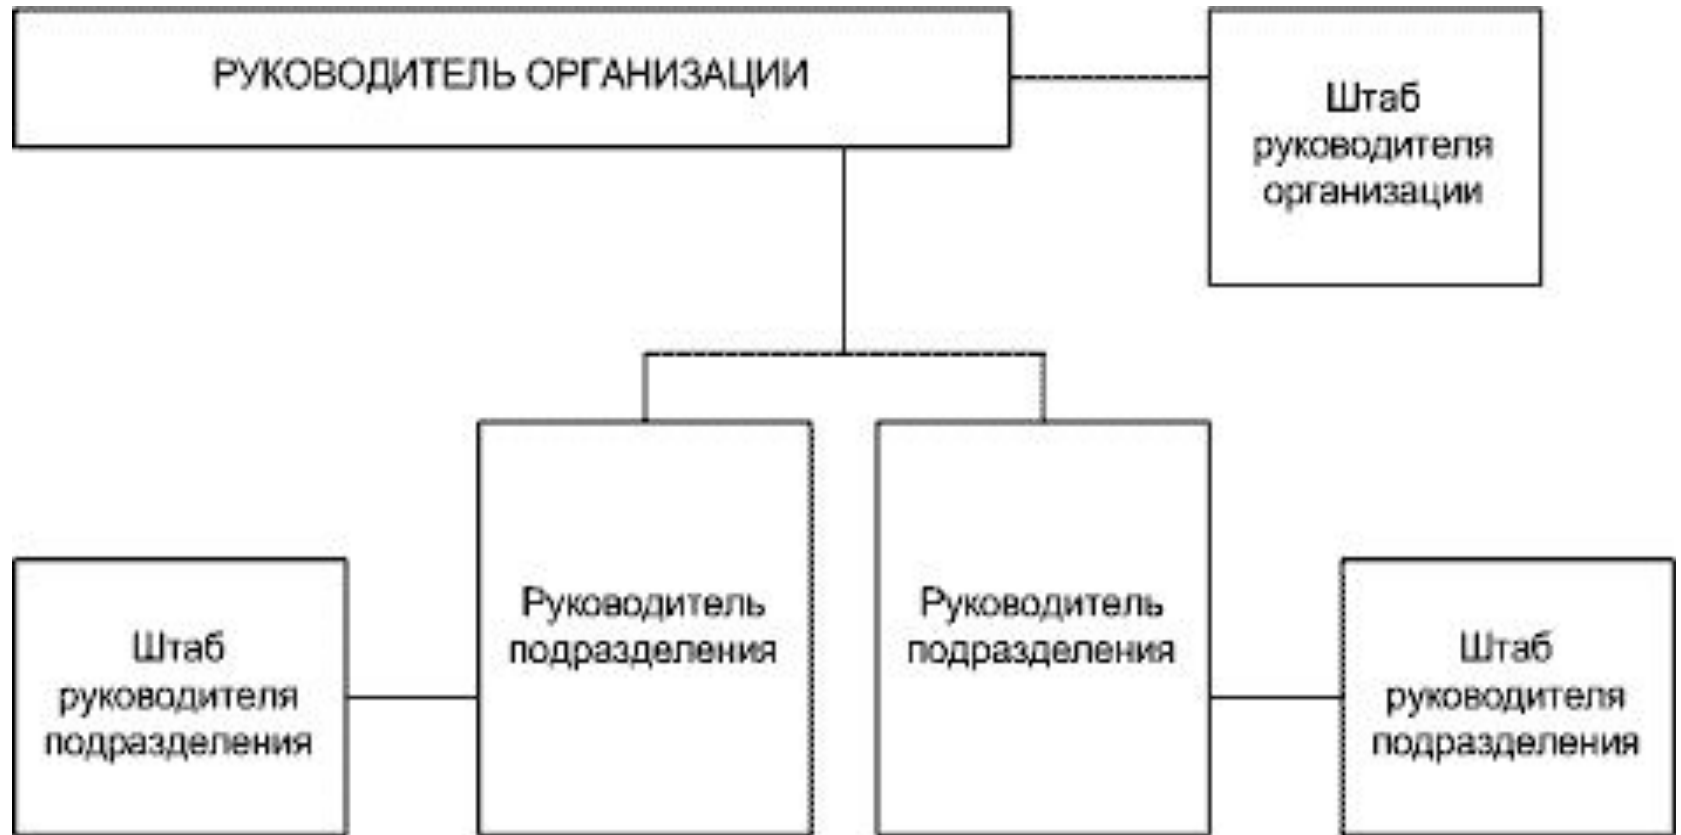 РУКОВОДИТЕЛЬ ОРГАНИЗАЦИИ
Штаб
руководителя
организации
Руководитель
подразделения
Руководитель
подразделения
Штаб
руководителя
подразделения
Штаб
руководителя
подразделения